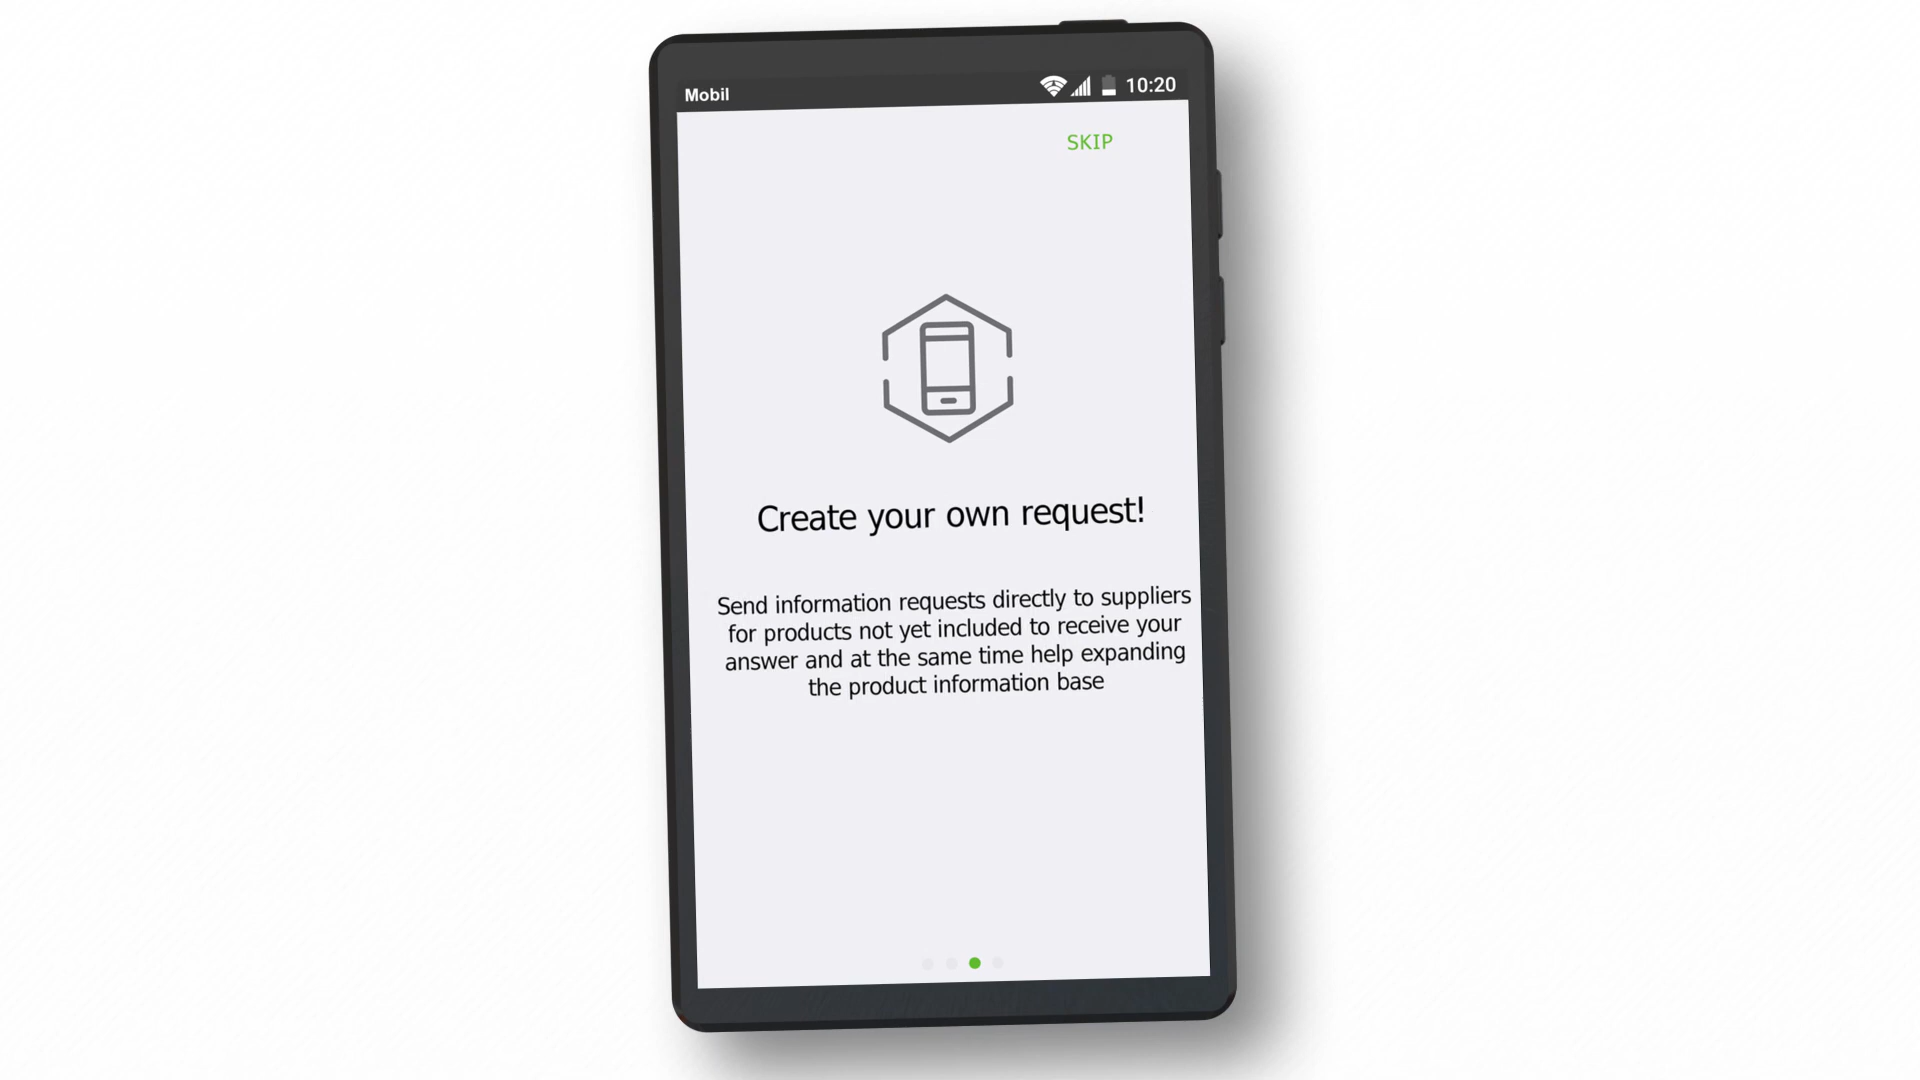 Mobil 10:20
SKIP
Create your own request!
Send information requests directly to suppliers
for products not yet included to receive your
answer and at the same time help expanding
the product information base